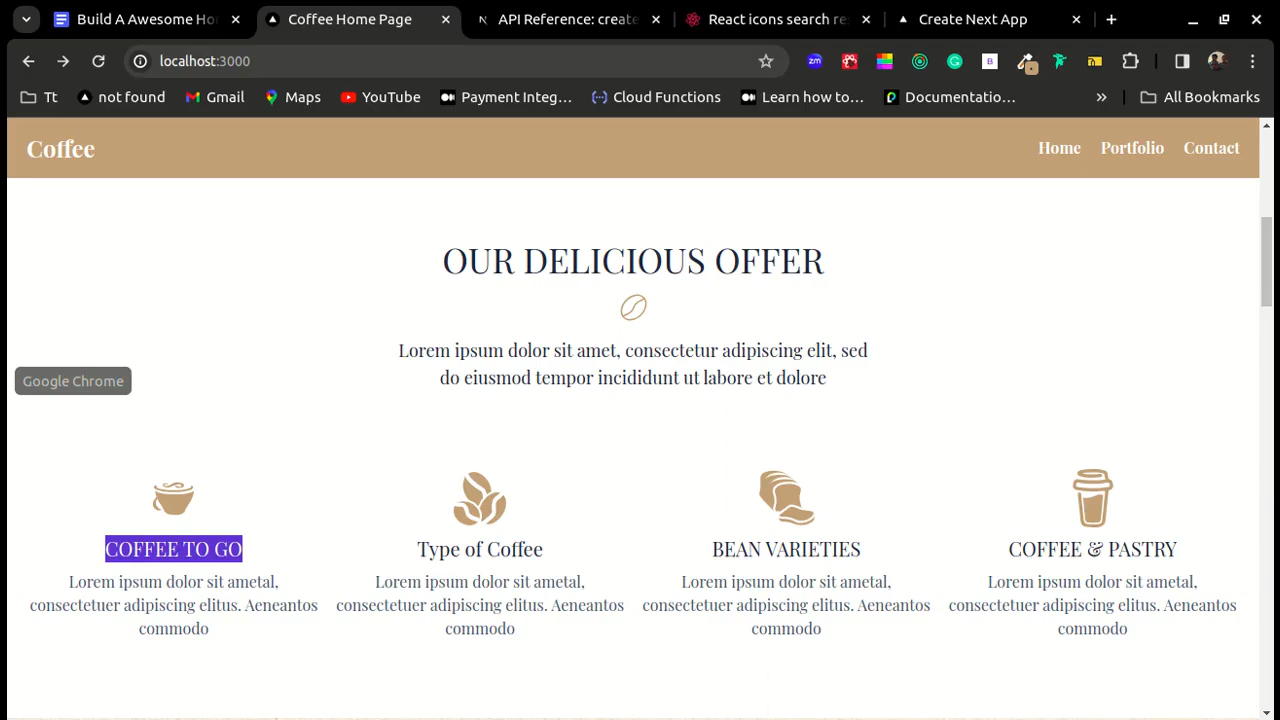 Build A Awesome Ho
Coffee Home Page
API Reference: create
React icons search re
Create Next App
localhost:3000
Tt
not found
Gmail
Maps
YouTube
Payment Integ...
Cloud Functions
Learn how to...
Documentatio...
All Bookmarks
Coffee
Home
Portfolio
Contact
OUR DELICIOUS OFFER
Lorem ipsum dolor sit amet, consectetur adipiscing elit, sed
do eiusmod tempor incididunt ut labore et dolore
Google Chrome
COFFEE TO GO
Lorem ipsum dolor sit ametal,
consectetuer adipiscing elitus. Aeneantos
commodo
Type of Coffee
Lorem ipsum dolor sit ametal,
consectetuer adipiscing elitus. Aeneantos
commodo
BEAN VARIETIES
Lorem ipsum dolor sit ametal,
consectetuer adipiscing elitus. Aeneantos
commodo
COFFEE & PASTRY
Lorem ipsum dolor sit ametal,
consectetuer adipiscing elitus. Aeneantos
commodo